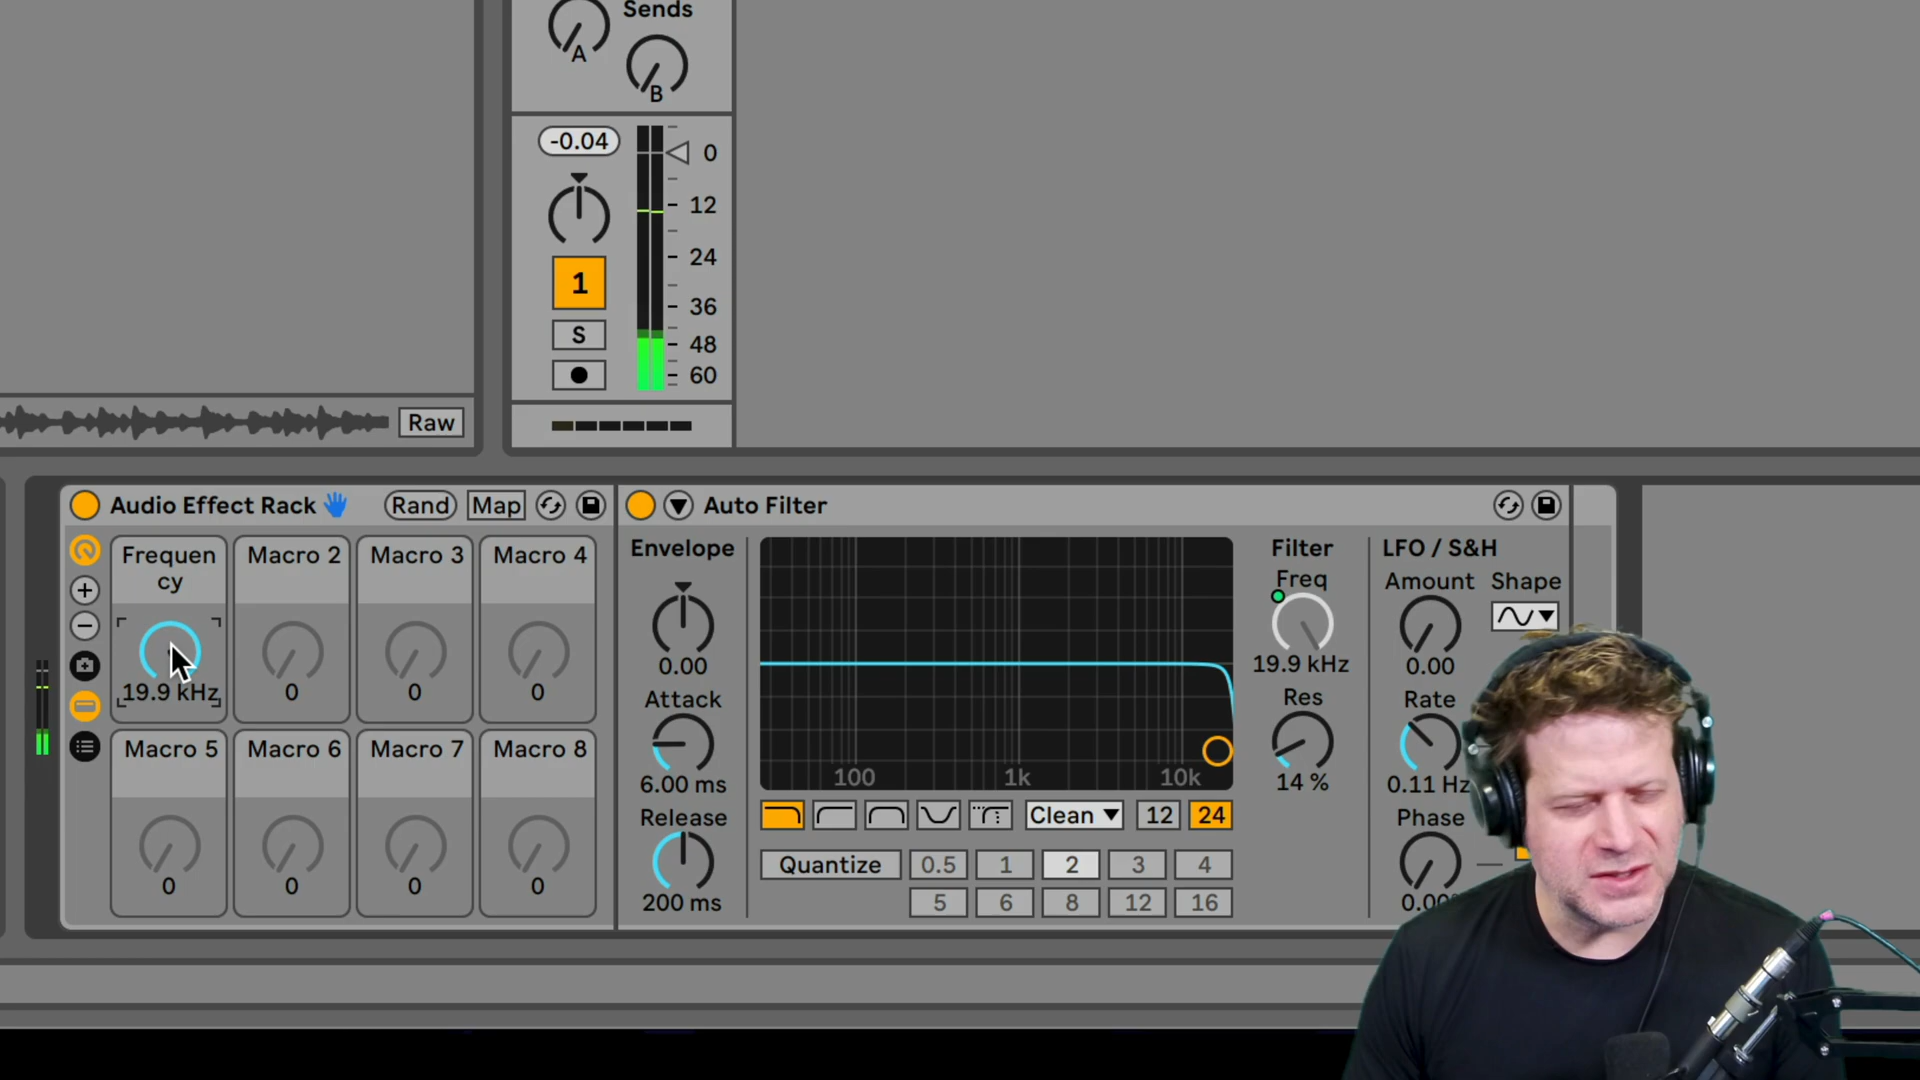 Sends
A
B
-0.04
0
12
24
1
36
S
48
60
Raw
Audio Effect Rack
Rand
Map
Auto Filter
Frequen
cy
Macro 2
Macro 3
Macro 4
19.9 kHz
0
0
0
Macro 5
Macro 6
Macro 7
Macro 8
0
0
0
0
Envelope
0.00
Attack
6.00 ms
Release
200 ms
100
1k
10k
Clean
12
24
Quantize
0.5
1
2
3
4
5
6
8
12
16
Filter
Freq
19.9 kHz
Res
14 %
LFO / S&H
Amount
Shape
0.00
Rate
0.11 Hz
Phase